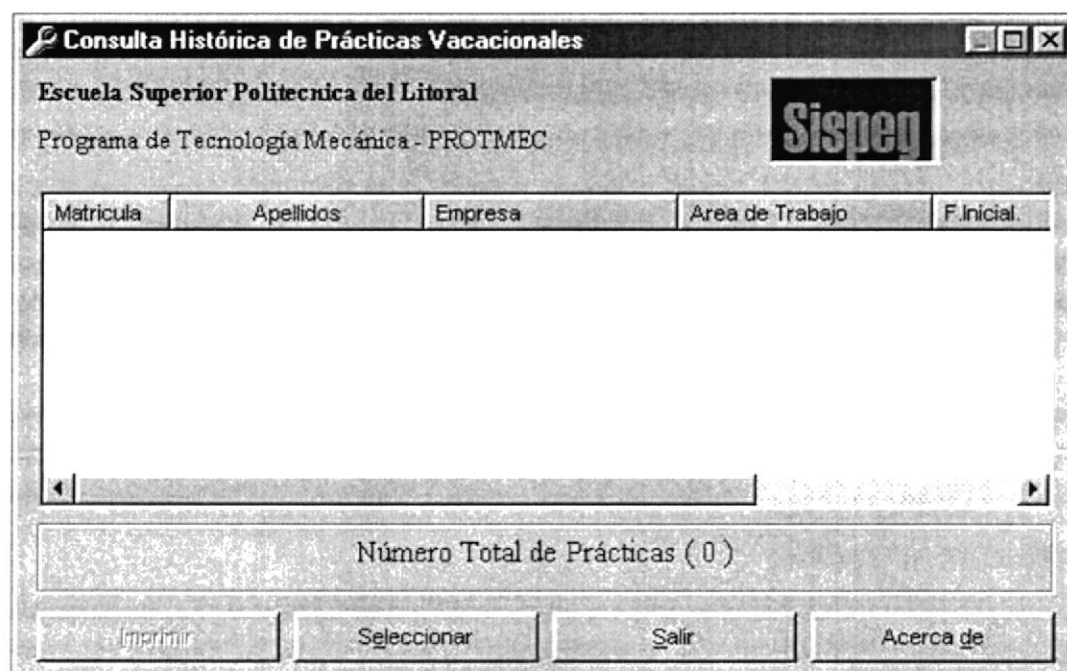 Consulta Histórica de Prácticas Vacacionales
Escuela Superior Politecnica del Litoral
Sispeg
Programa de Tecnología Mecánica - PROTMEC
Matricula Apellidos Empresa Area de Trabajo F.Inicial.
Número Total de Prácticas ( 0 )
Imprimir Seleccionar Salir Acerca de